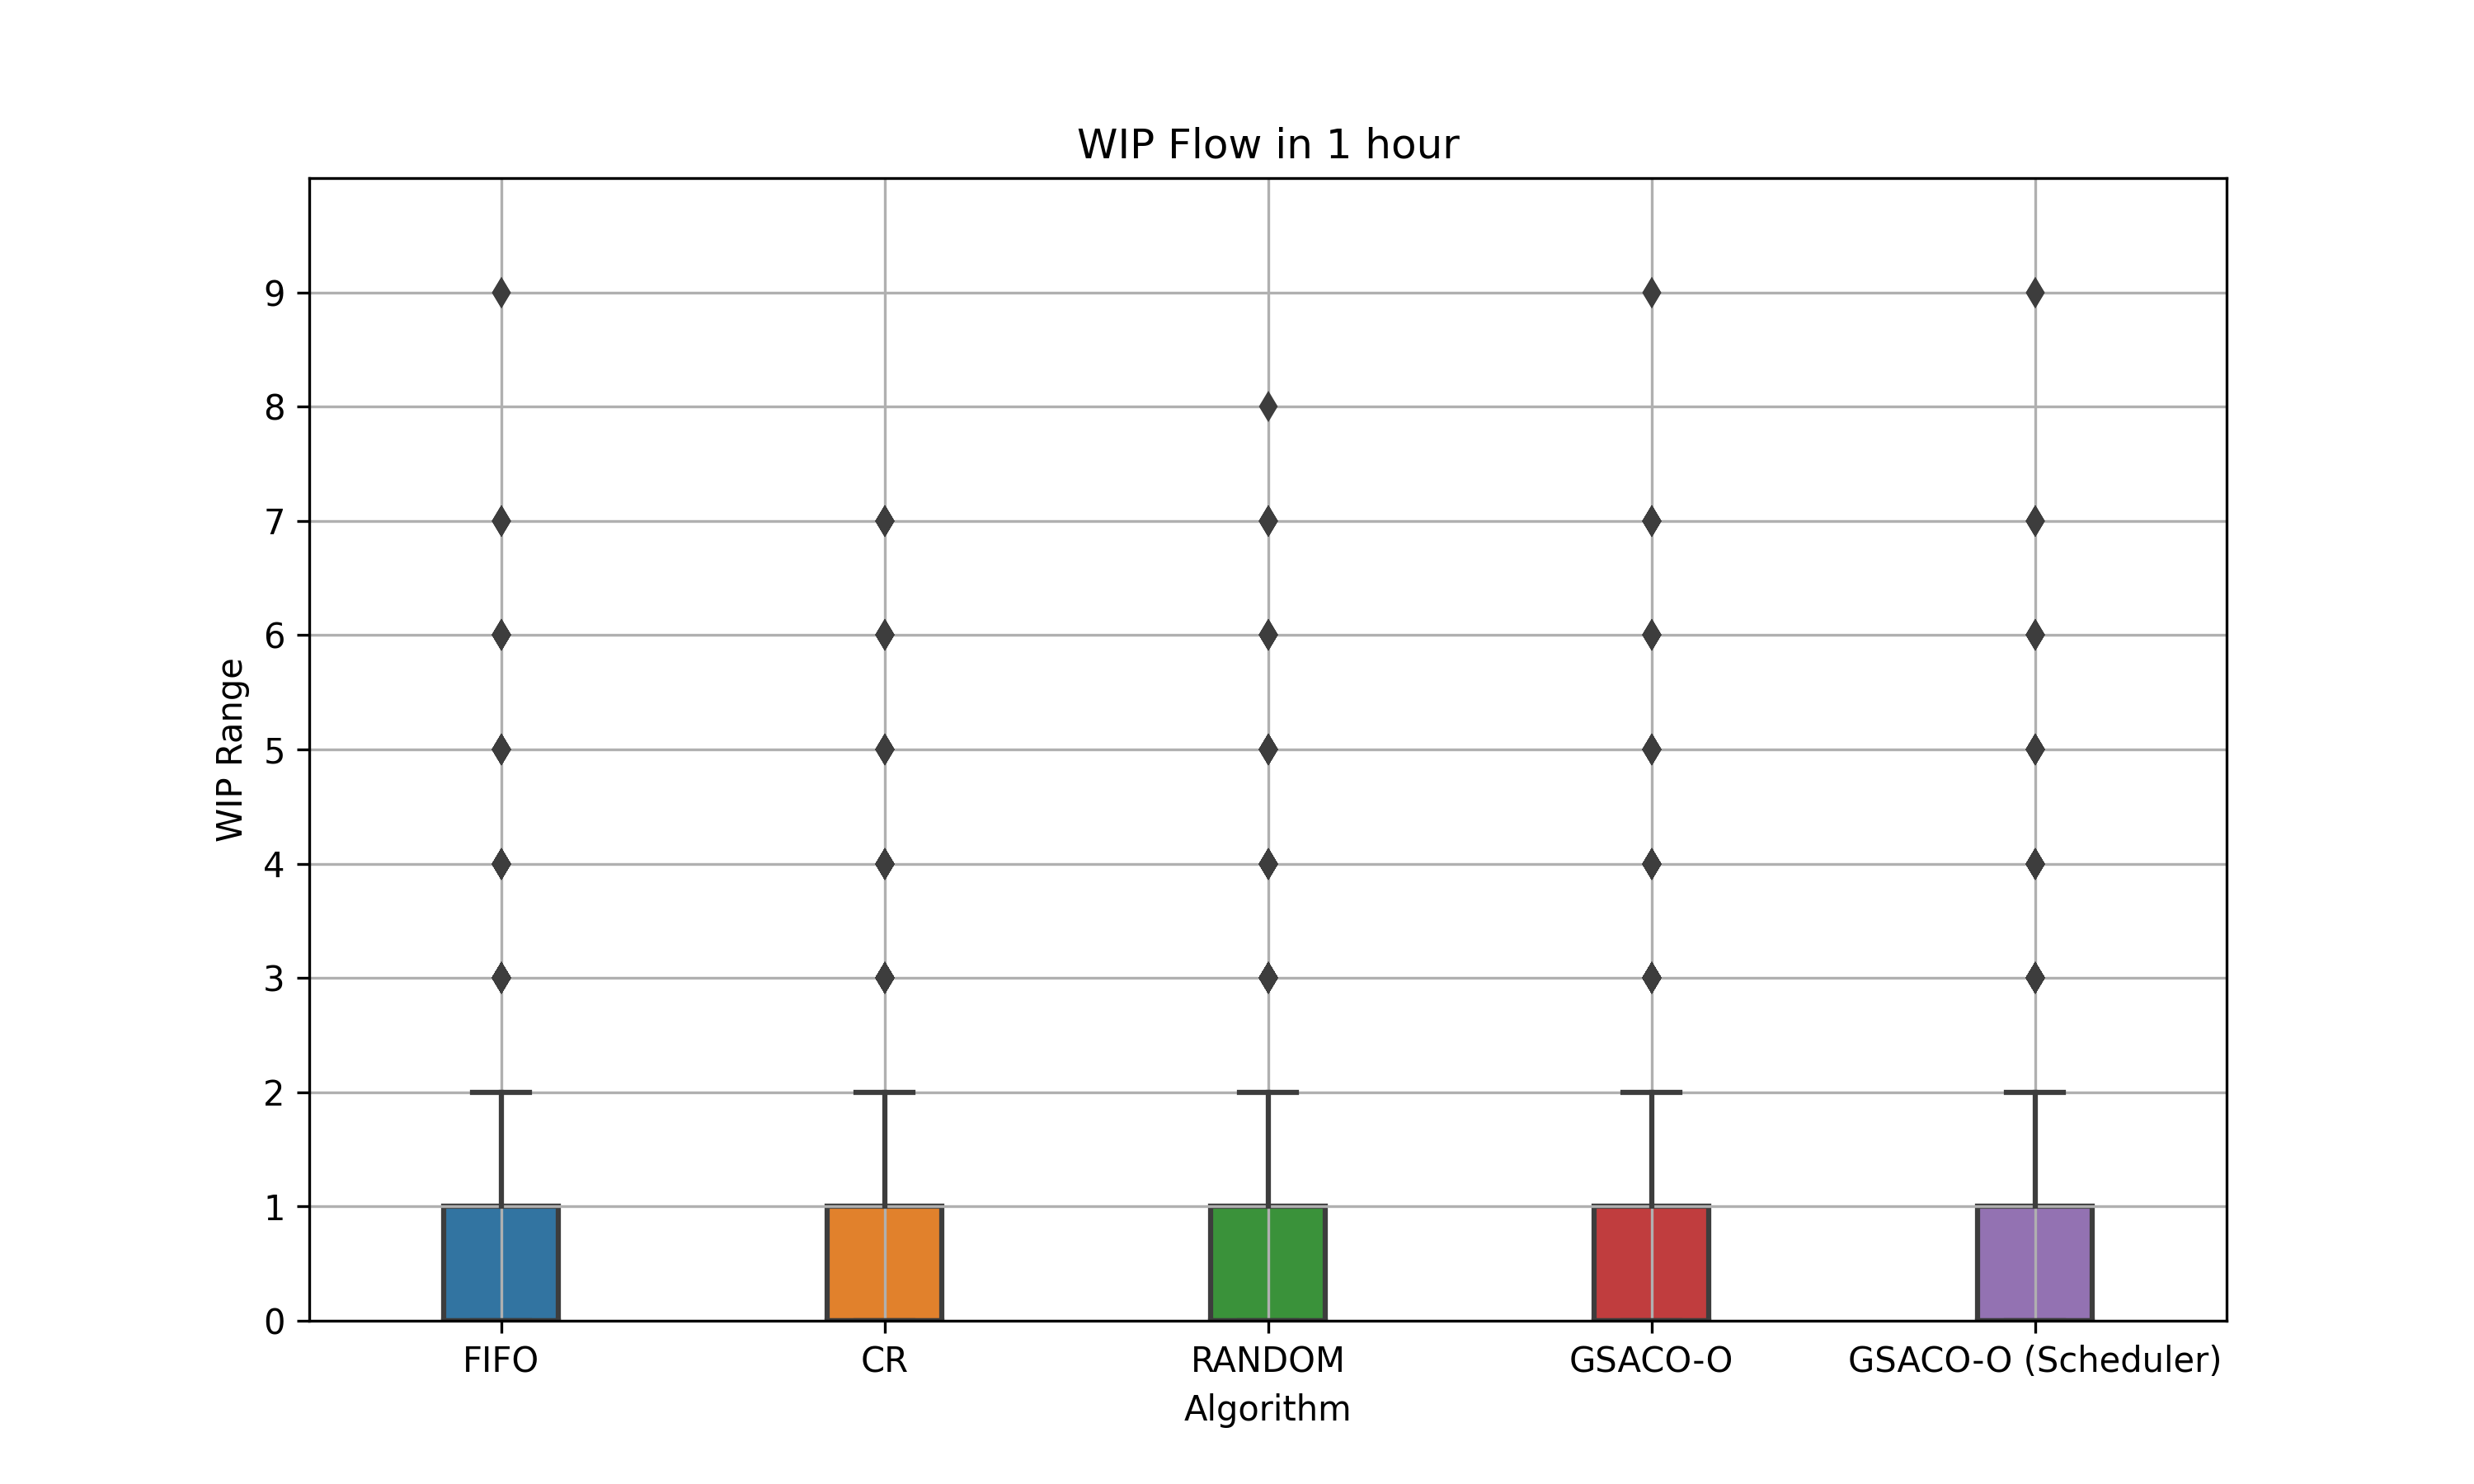 WIP Flow in 1 hour
WIP Range
9
8
7
6
5
4
3
2
1
0
FIFO CR RANDOM GSACO-O GSACO-O (Scheduler)
Algorithm